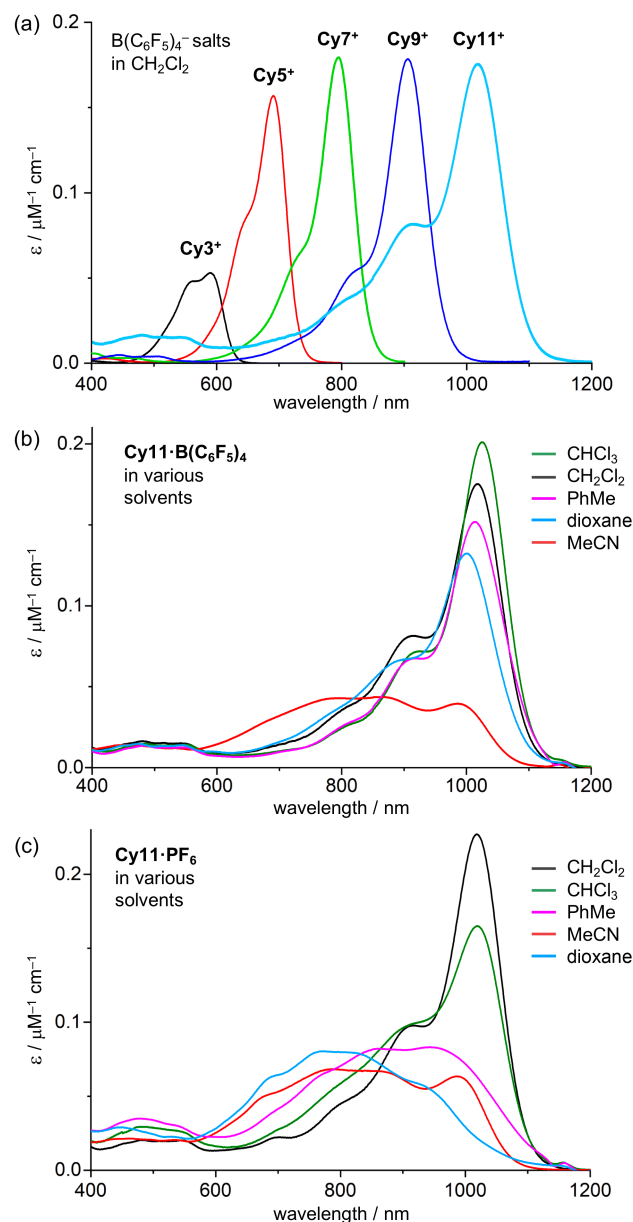 (a)
B(C₆F₅)₄⁻ salts
in CH₂Cl₂
Cy3⁺
Cy5⁺
Cy7⁺
Cy9⁺
Cy11⁺
0.2
0.1
0.0
ε / μM⁻¹ cm⁻¹
400 600 800 1000 1200
wavelength / nm
(b)
Cy11·B(C₆F₅)₄
in various
solvents
CHCl₃
CH₂Cl₂
PhMe
dioxane
MeCN
0.2
0.1
0.0
ε / μM⁻¹ cm⁻¹
400 600 800 1000 1200
wavelength / nm
(c)
Cy11·PF₆
in various
solvents
CH₂Cl₂
CHCl₃
PhMe
MeCN
dioxane
0.2
0.1
0.0
ε / μM⁻¹ cm⁻¹
400 600 800 1000 1200
wavelength / nm